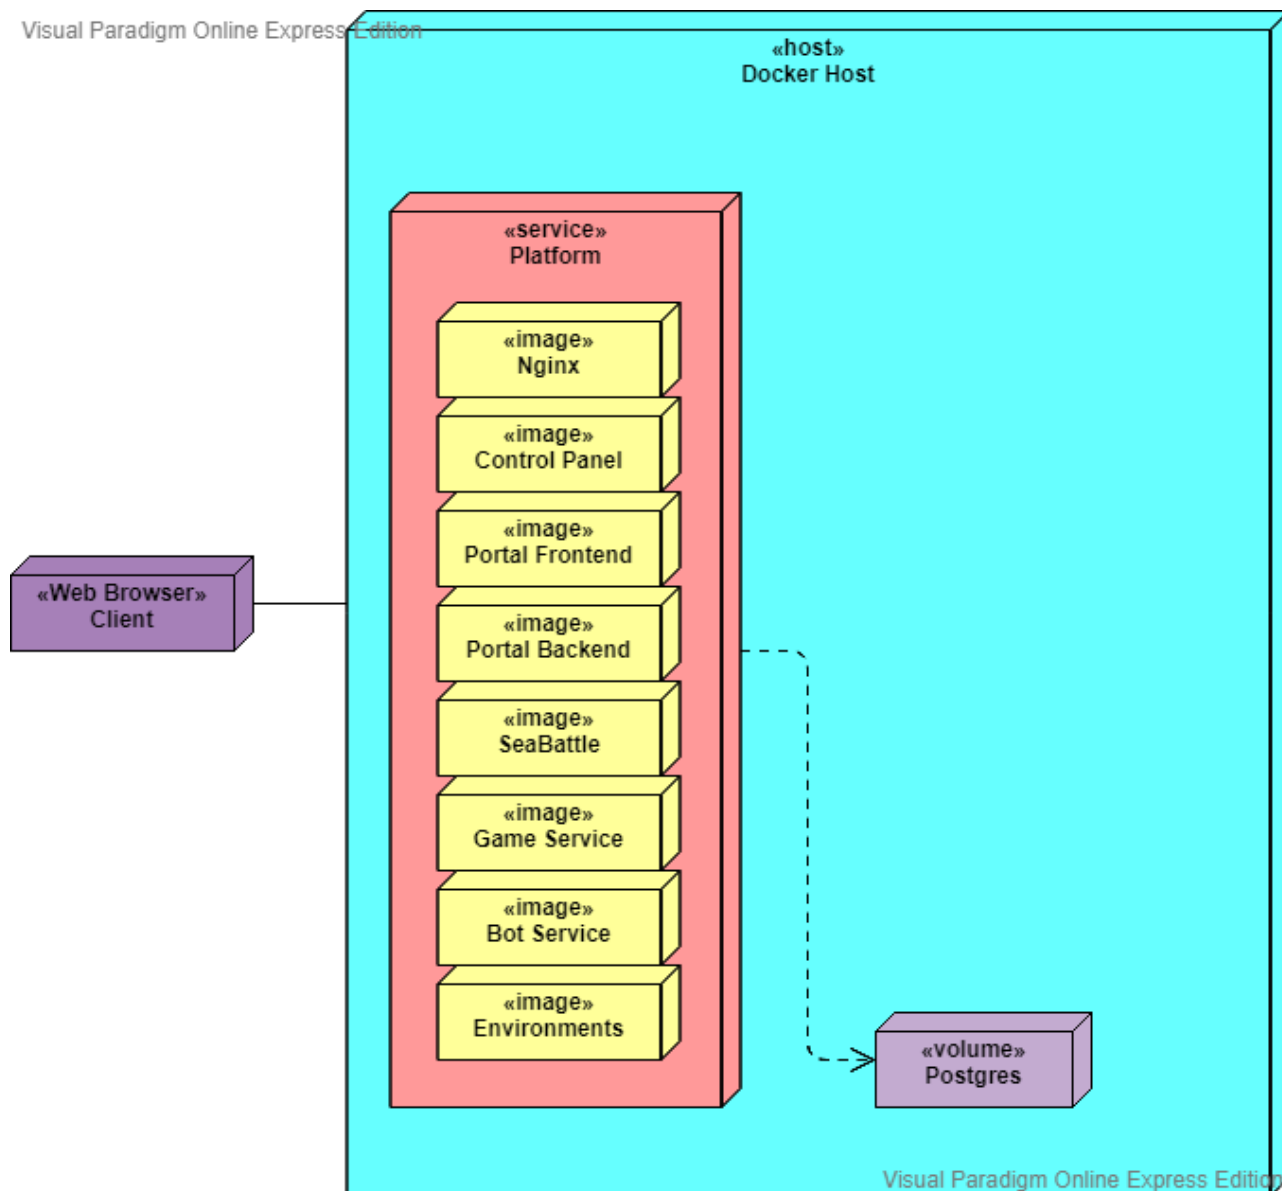 Visual Paradigm Online Express Edition
«host»
Docker Host
«service»
Platform
«image»
Nginx
«image»
Control Panel
«image»
Portal Frontend
«Web Browser»
Client
«image»
Portal Backend
«image»
SeaBattle
«image»
Game Service
«image»
Bot Service
«image»
Environments
«volume»
Postgres
Visual Paradigm Online Express Edition